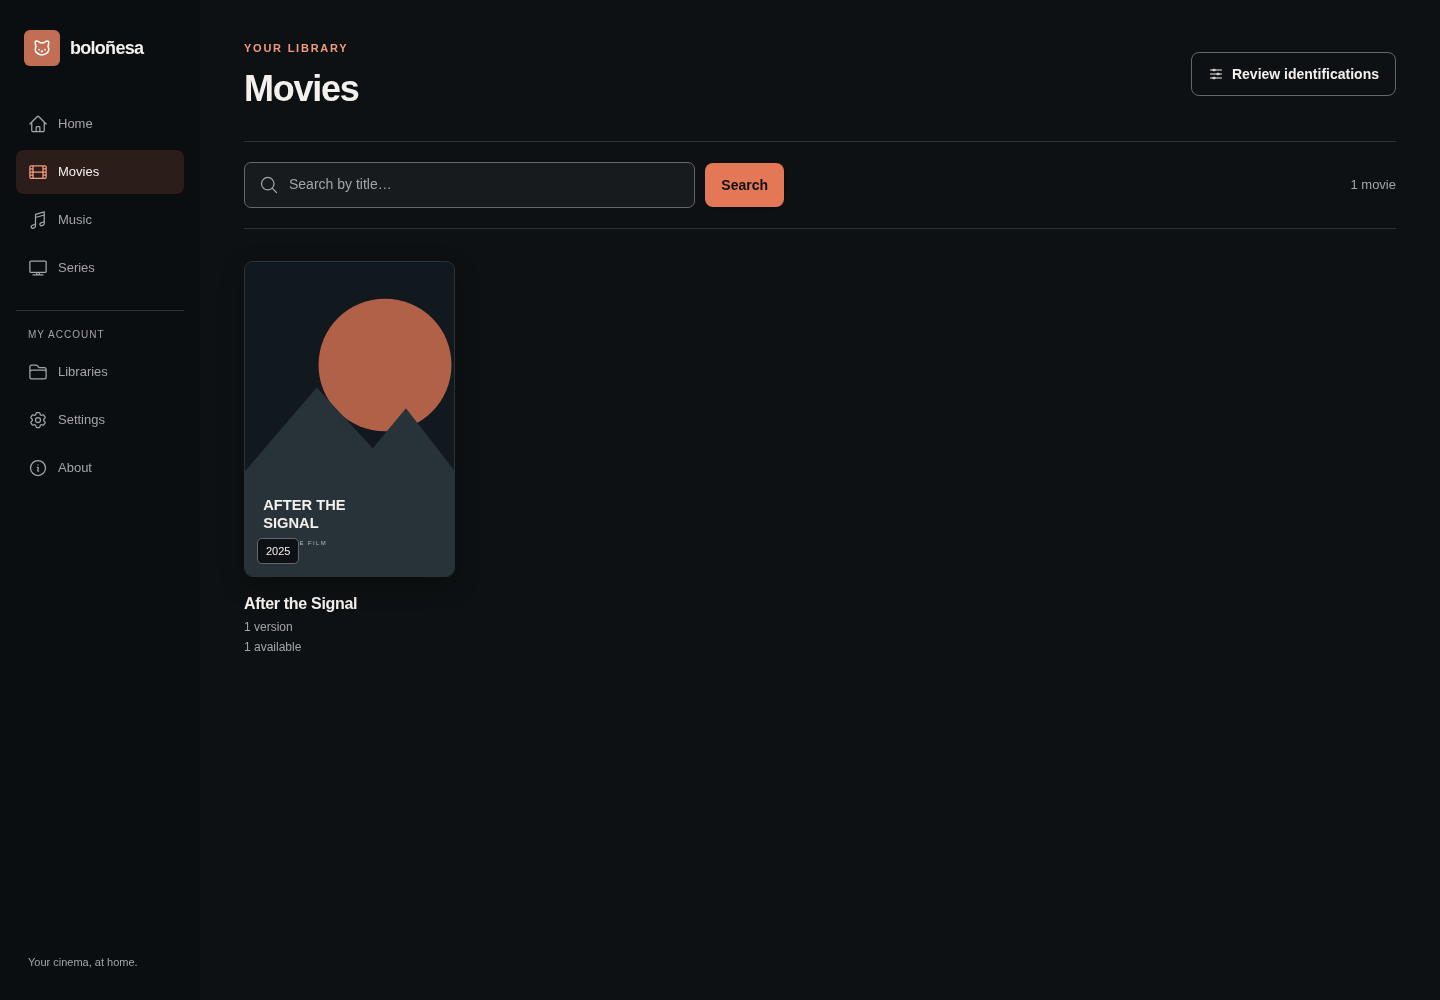 boloñesa
Home
Movies
Music
Series
MY ACCOUNT
Libraries
Settings
About
Your cinema, at home.
YOUR LIBRARY
Movies
Review identifications
Search by title…
Search
1 movie
AFTER THE
SIGNAL
FILM
2025
After the Signal
1 version
1 available